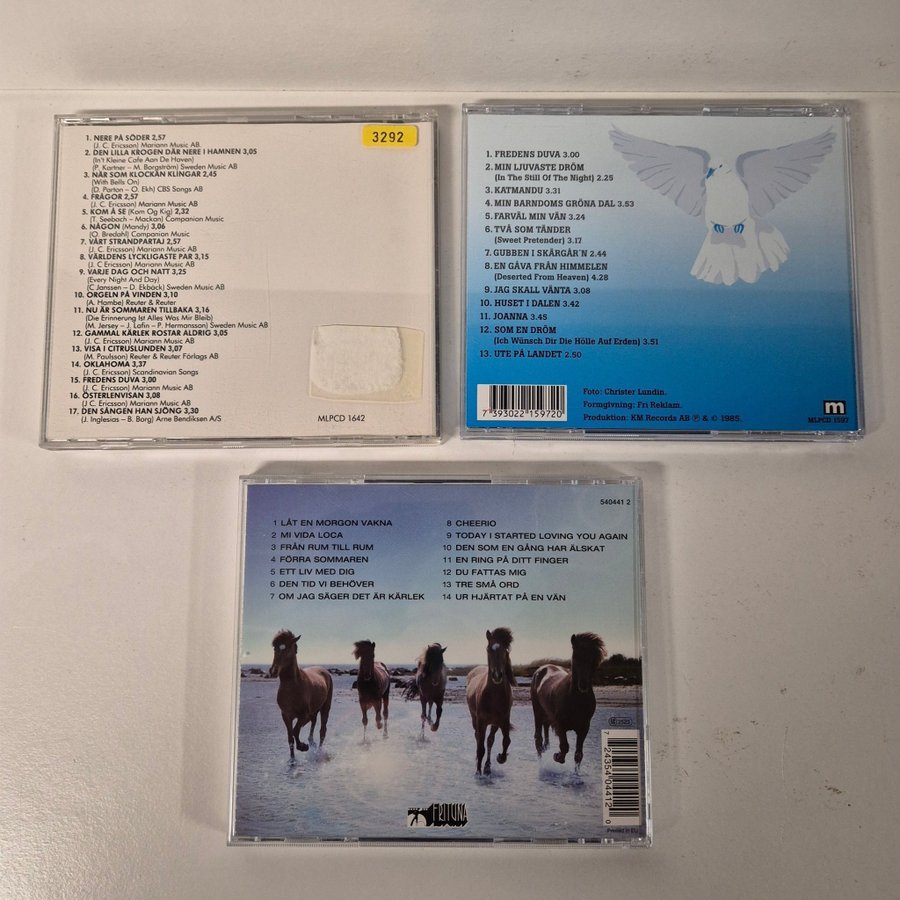 3292
1. NERE PÅ SÖDER 2,57
(J. C. Ericsson) Mariann Music AB.
2. DEN LILLA KROGEN DÄR NERE I HAMNEN 3,05
(In't Kleine Cafe Aan De Haven)
(P. Kartner – M. Borgström) Sweden Music AB
3. NÄR SOM KLOCKAN KLINGAR 2,45
(With Bells On)
(D. Parton – O. Ekh) CBS Songs AB
4. FRÅGOR 2,57
(J. C. Ericsson) Mariann Music AB
5. KOM Å SE (Kom Og Kig) 2,32
(T. Seebach – Mackan) Companion Music
6. NÅGON (Mandy) 3,06
(O. Bredahl) Companion Music
7. VÅRT STRANDPARTAJ 2,57
(J. C. Ericsson) Mariann Music AB
8. VÄRLDENS LYCKLIGASTE PAR 3,15
(J. C Ericsson) Mariann Music AB
9. VARJE DAG OCH NATT 3,25
(Every Night And Day)
(C Janssen – D. Ekback) Sweden Music AB
10. ORGELN PÅ VINDEN 3,10
(A. Hambe) Reuter & Reuter
11. NU ÄR SOMMAREN TILLBAKA 3,16
(Die Erinnerung Ist Alles Was Mir Bleib)
(M. Jersey – J. Lafin – P. Hermansson) Sweden Music AB
12. GAMMAL KÄRLEK ROSTAR ALDRIG 3,05
(J. C. Ericsson) Mariann Music AB
13. VISA I CITRUSLUNDEN 3,07
(M. Paulsson) Reuter & Reuter Förlags AB
14. OKLAHOMA 3,37
(J. C. Ericsson) Scandinavian Songs
15. FREDENS DUVA 3,00
(J. C. Ericsson) Mariann Music AB
16. ÖSTERLENVISAN 3,08
(J.C. Ericsson) Mariann Music AB
17. DEN SÅNGEN HAN SJÖNG 3,30
(J. Inglesias – B. Borg) Arne Bendiksen A/S
MLPCD 1642
1. FREDENS DUVA 3.00
2. MIN LJUVASTE DRÖM
(In The Still Of The Night) 2.25
3. KATMANDU 3.31
4. MIN BARNDOMS GRÖNA DAL 3.53
5. FARVÄL MIN VÄN 3.24
6. TVÅ SOM TÄNDER
(Sweet Pretender) 3.17
7. GUBBEN I SKÄRGÅR´N 2.44
8. EN GÅVA FRÅN HIMMELEN
(Deserted From Heaven) 4.28
9. JAG SKALL VÄNTA 3.08
10. HUSET I DALEN 3.42
11. JOANNA 3.45
12. SOM EN DRÖM
(Ich Wünsch Dir Die Hölle Auf Erden) 3.51
13. UTE PÅ LANDET 2.50
7 393022 159720
Foto: Christer Lundin.
Formgivning: Fri Reklam.
Produktion: KM Records AB Ⓟ & © 1985.
m
MLPCD 1597
540441 2
1 LÅT EN MORGON VAKNA
2 MI VIDA LOCA
3 FRÅN RUM TILL RUM
4 FÖRRA SOMMAREN
5 ETT LIV MED DIG
6 DEN TID VI BEHÖVER
7 OM JAG SÄGER DET ÄR KÄRLEK
8 CHEERIO
9 TODAY I STARTED LOVING YOU AGAIN
10 DEN SOM EN GÅNG HAR ÄLSKAT
11 EN RING PÅ DITT FINGER
12 DU FATTAS MIG
13 TRE SMÅ ORD
14 UR HJÄRTAT PÅ EN VÄN
7 24354 04412 0
FRITUNA
Printed in EU